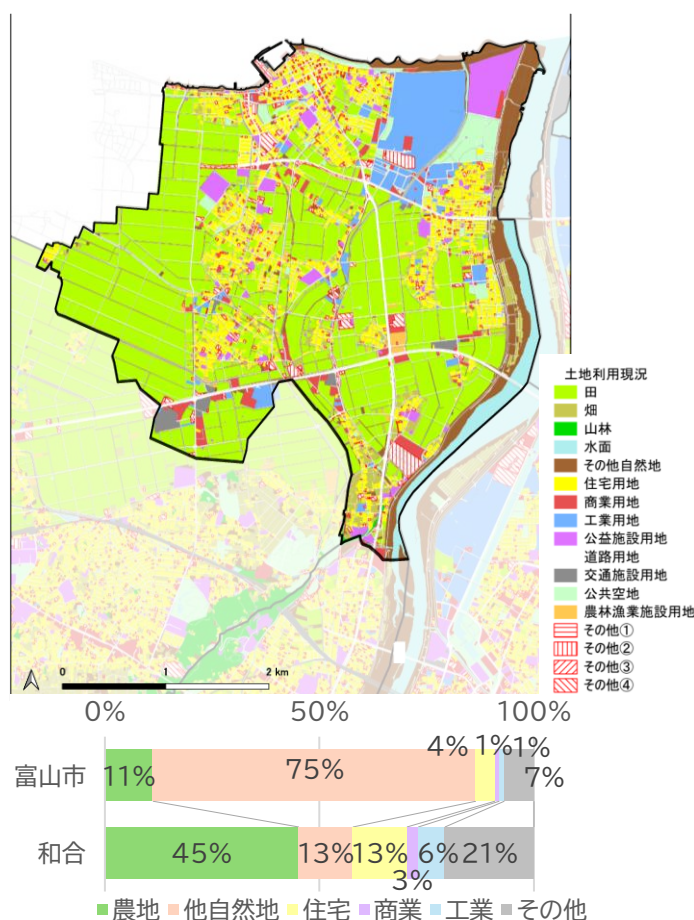 土地利用現況
田
畑
山林
水面
その他自然地
住宅用地
商業用地
工業用地
公益施設用地
道路用地
交通施設用地
公共空地
農林漁業施設用地
その他①
その他②
その他③
その他④
0 1 2 km
0% 50% 100%
富山市 11% 75% 4% 1% 1% 7%
和合 45% 13% 13% 3% 6% 21%
農地 他自然地 住宅 商業 工業 その他